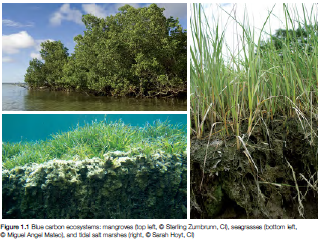 Figure 1.1 Blue carbon ecosystems: mangroves (top left, © Sterling Zumbrunn, CI), seagrasses (bottom left,
© Miguel Angel Mateo), and tidal salt marshes (right, © Sarah Hoyt, CI)